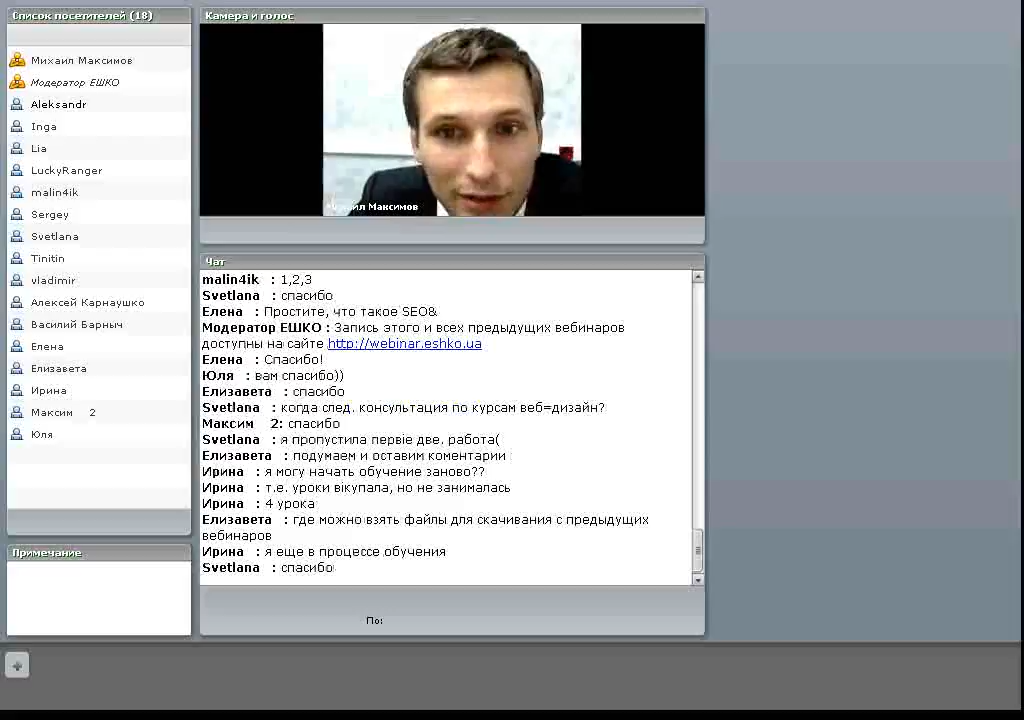 Список посетителей (18)
Михаил Максимов
Модератор ЕШКО
Aleksandr
Inga
Lia
LuckyRanger
malin4ik
Sergey
Svetlana
Tinitin
vladimir
Алексей Карнаушко
Василий Барныч
Елена
Елизавета
Ирина
Максим 2
Юля
Примечание
Камера и голос
Михаил Максимов
Чат
malin4ik : 1,2,3
Svetlana : спасибо
Елена : Простите, что такое SEO&
Модератор ЕШКО : Запись этого и всех предыдущих вебинаров
доступны на сайте http://webinar.eshko.ua
Елена : Спасибо!
Юля : вам спасибо))
Елизавета : спасибо
Svetlana : когда след. консультация по курсам веб=дизайн?
Максим 2: спасибо
Svetlana : я пропустила первіе две. работа(
Елизавета : подумаем и оставим коментарии
Ирина : я могу начать обучение заново??
Ирина : т.е. уроки вікупала, но не занималась
Ирина : 4 урока
Елизавета : где можно взять файлы для скачивания с предыдущих
вебинаров
Ирина : я еще в процессе обучения
Svetlana : спасибо
По: